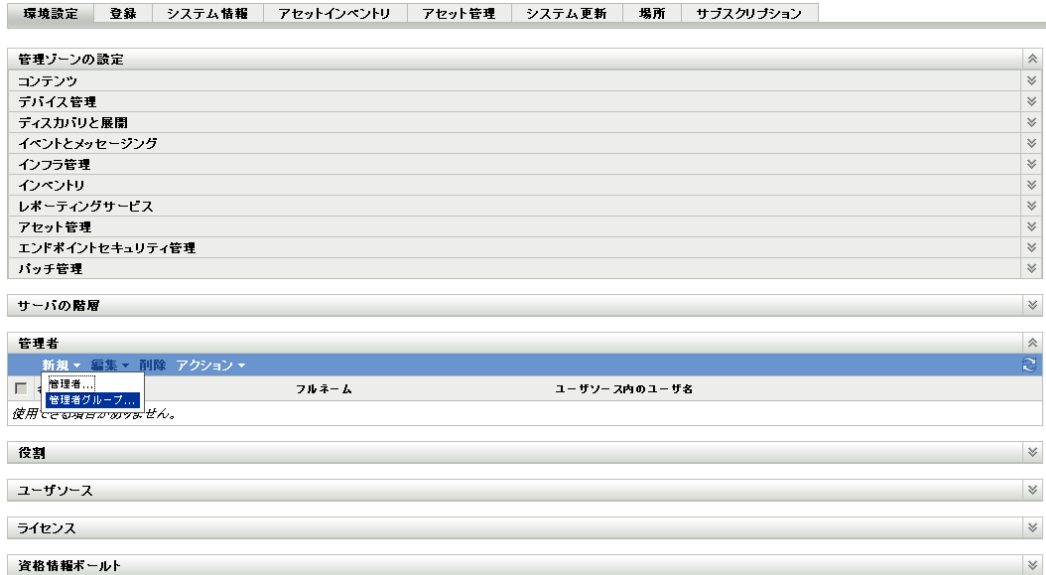 環境設定 登録 システム情報 アセットインベントリ アセット管理 システム更新 場所 サブスクリプション
管理ゾーンの設定
コンテンツ
デバイス管理
ディスカバリと展開
イベントとメッセージング
インフラ管理
インベントリ
レポーティングサービス
アセット管理
エンドポイントセキュリティ管理
パッチ管理
サーバの階層
管理者
新規 編集 削除 アクション
フルネーム ユーザソース内のユーザ名
管理者...
管理者グループ...
使用できる項目がありません。
役割
ユーザソース
ライセンス
資格情報ボールト